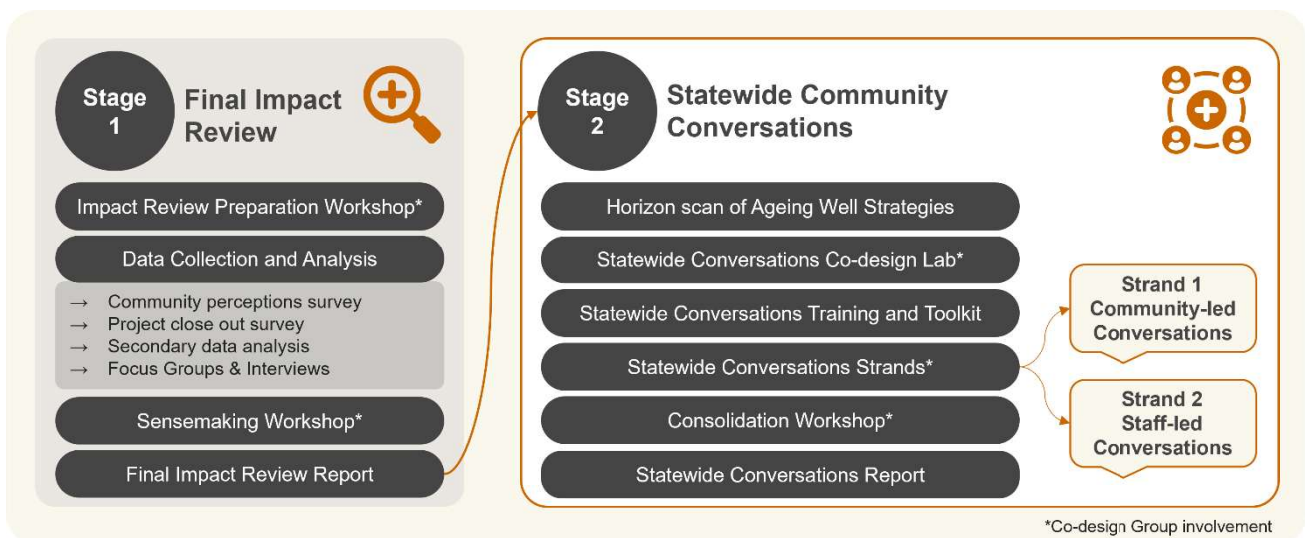 Stage
1
Final Impact
Review
Impact Review Preparation Workshop*
Data Collection and Analysis
→ Community perceptions survey
→ Project close out survey
→ Secondary data analysis
→ Focus Groups & Interviews
Sensemaking Workshop*
Final Impact Review Report
Stage
2
Statewide Community
Conversations
Horizon scan of Ageing Well Strategies
Statewide Conversations Co-design Lab*
Statewide Conversations Training and Toolkit
Statewide Conversations Strands*
Consolidation Workshop*
Statewide Conversations Report
Strand 1
Community-led
Conversations
Strand 2
Staff-led
Conversations
*Co-design Group involvement